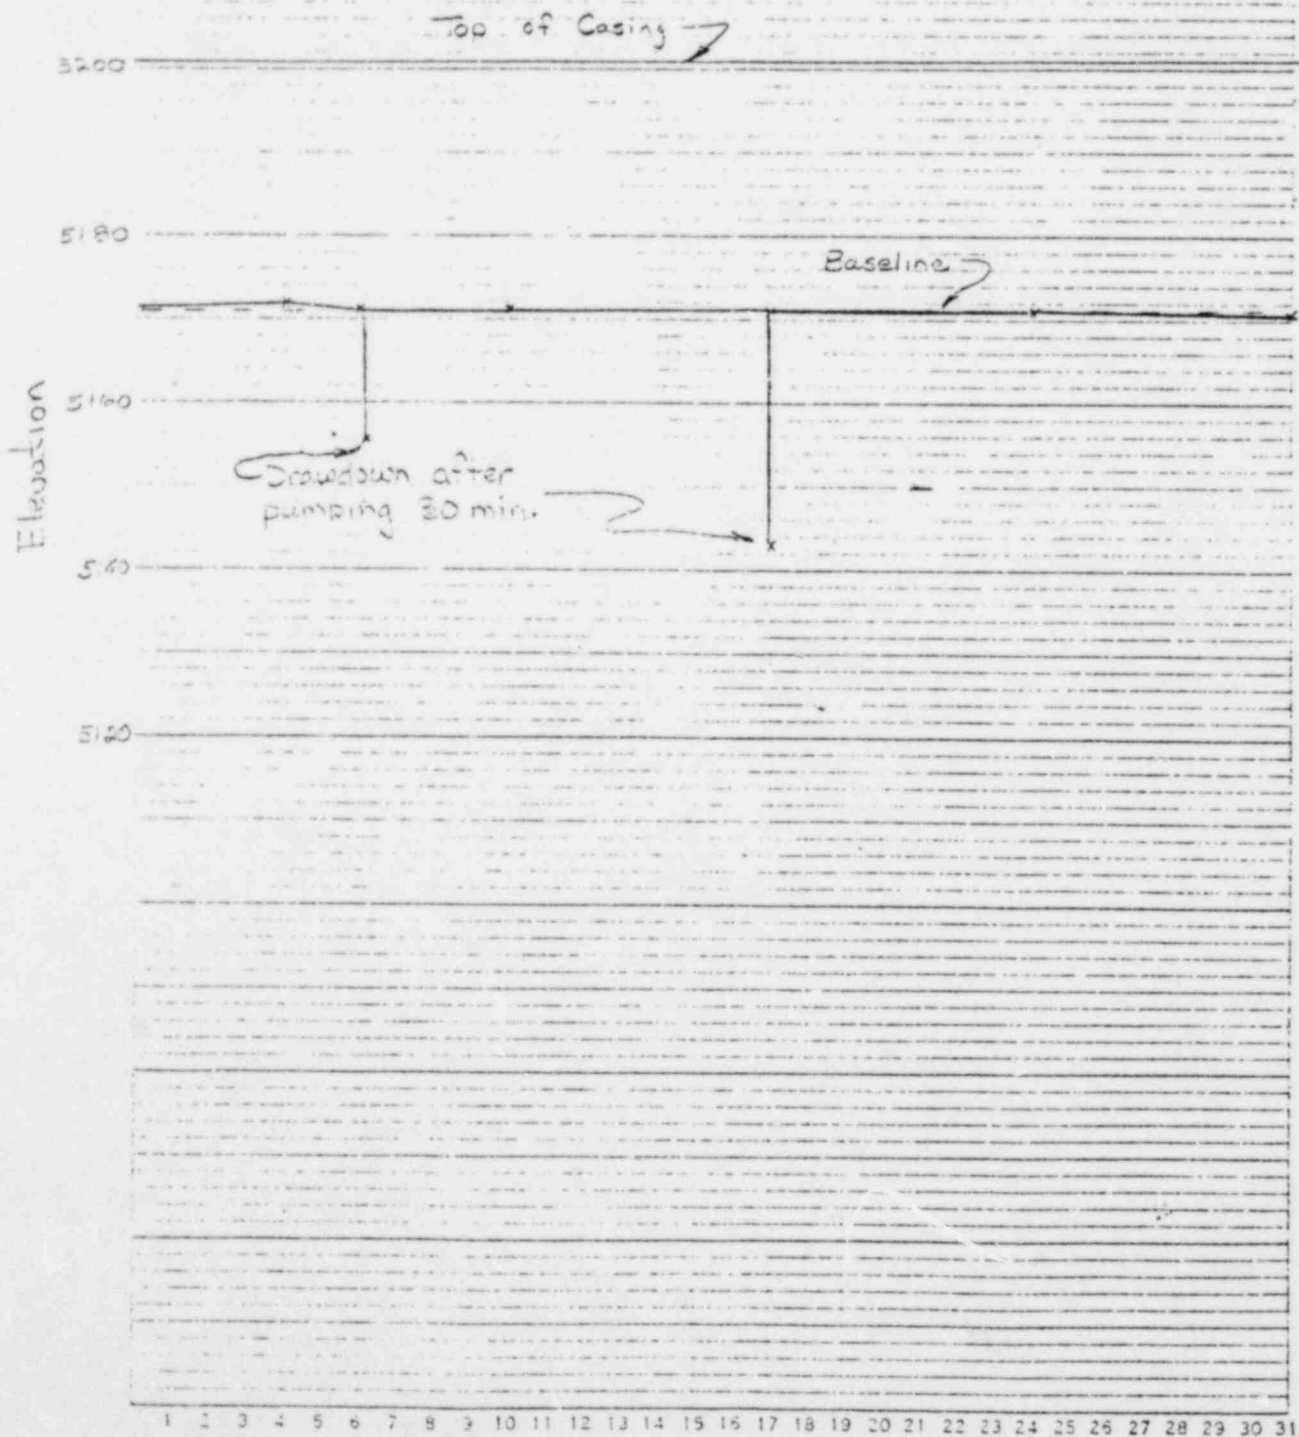 Top of Casing
5200
5180
Baseline
5160
Elevation
Drawdown after
pumping 30 min.
5140
5120
1 2 3 4 5 6 7 8 9 10 11 12 13 14 15 16 17 18 19 20 21 22 23 24 25 26 27 28 29 30 31